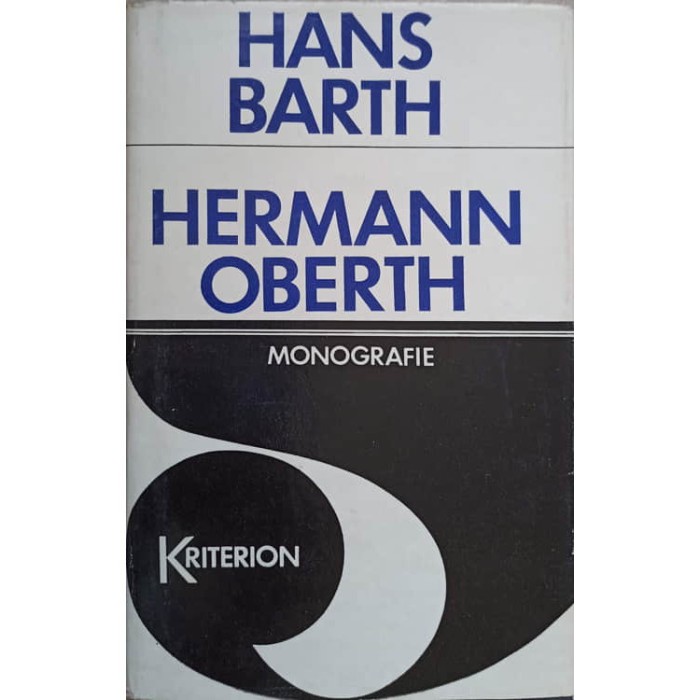 HANS
BARTH
HERMANN
OBERTH
MONOGRAFIE
KRITERION